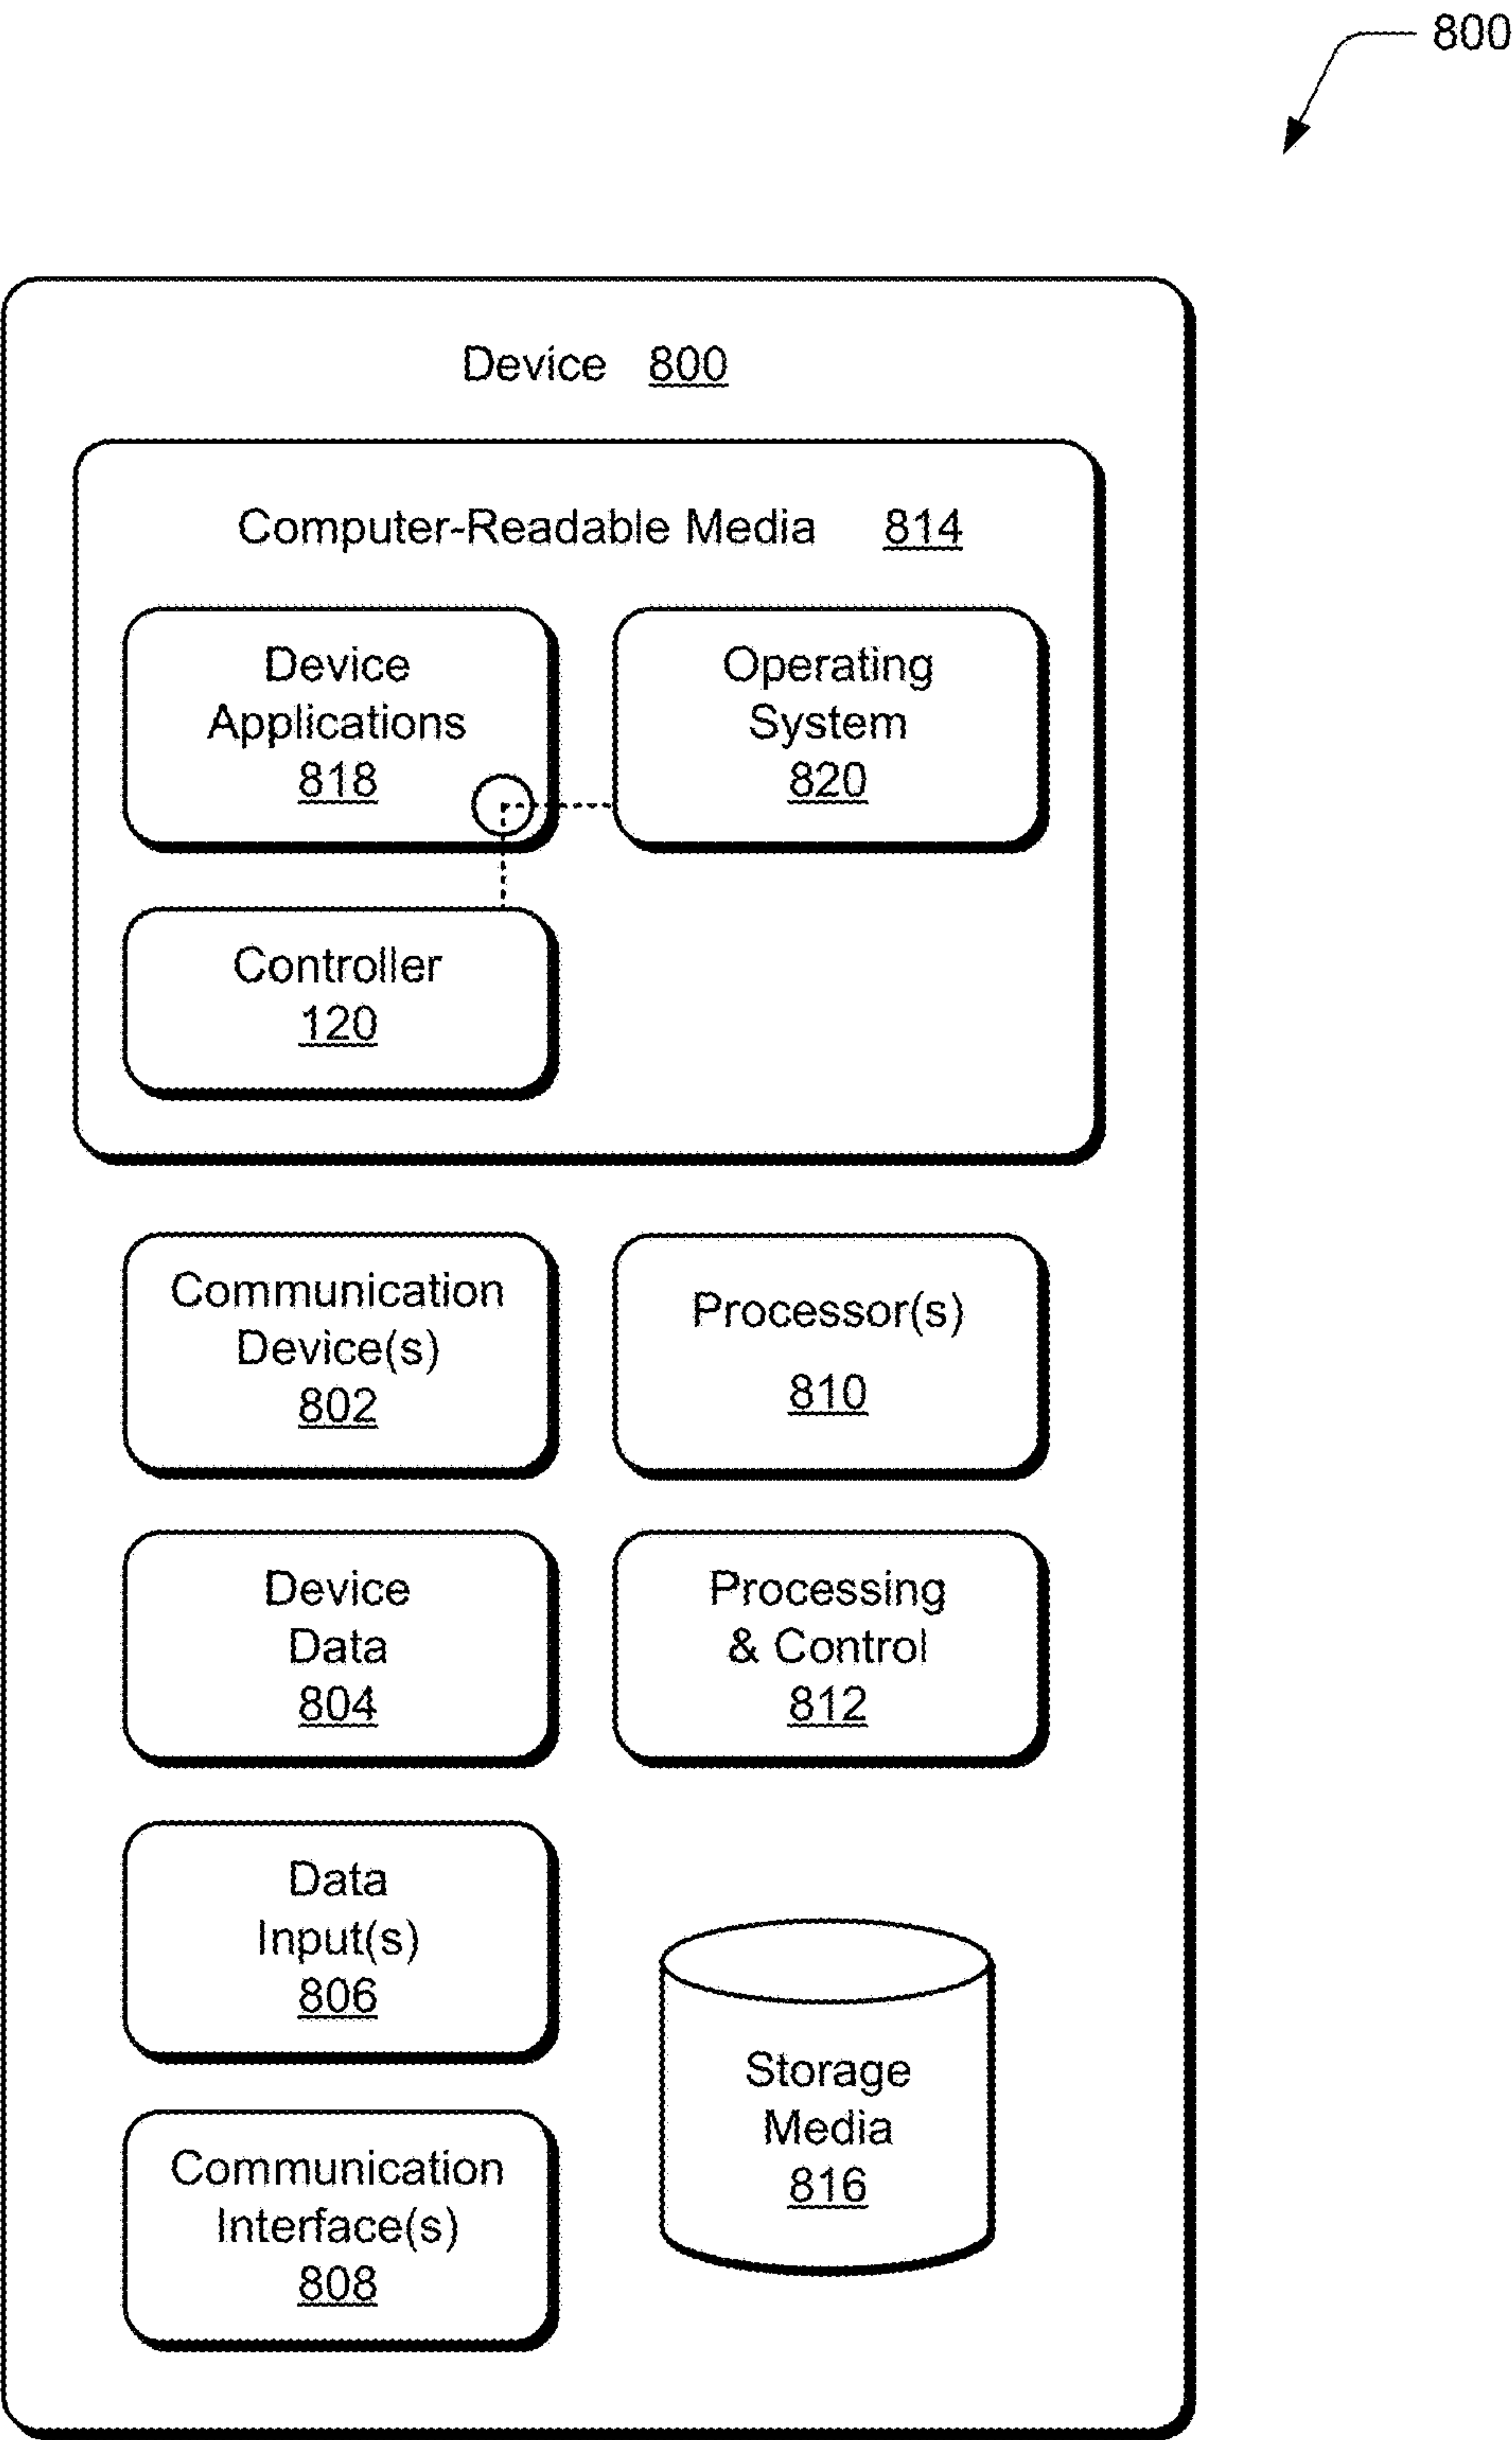 800
Device 800
Computer-Readable Media 814
Device
Applications
818
Operating
System
820
Controller
120
Communication
Device(s)
802
Processor(s)
810
Device
Data
804
Processing
& Control
812
Data
Input(s)
806
Storage
Media
816
Communication
Interface(s)
808